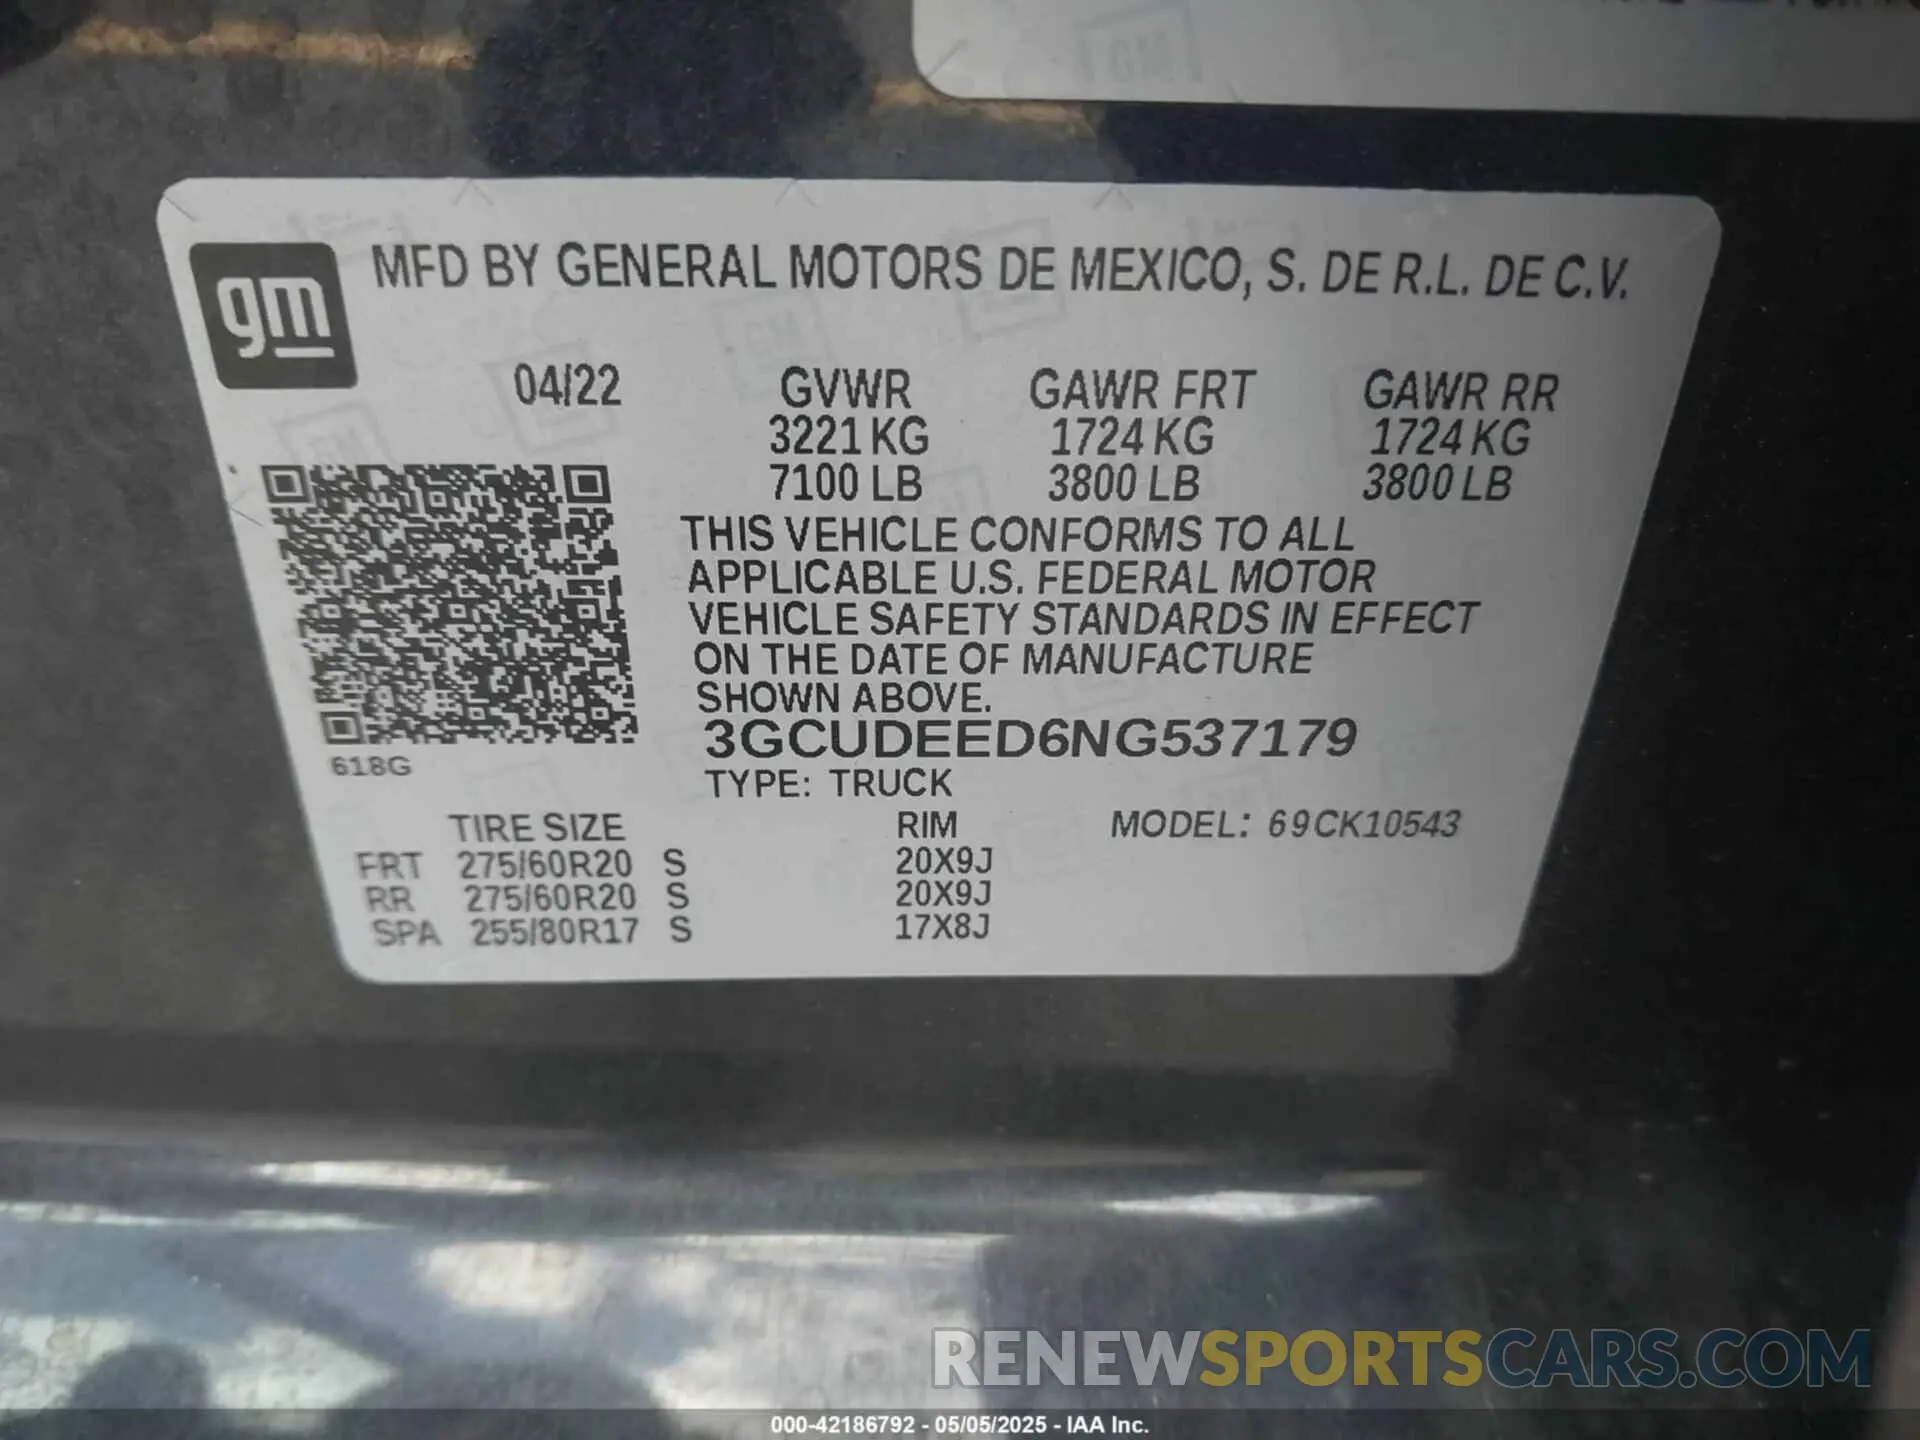 gm
MFD BY GENERAL MOTORS DE MEXICO, S. DE R.L. DE C.V.
04/22 GVWR GAWR FRT GAWR RR
3221 KG 1724 KG 1724 KG
7100 LB 3800 LB 3800 LB
THIS VEHICLE CONFORMS TO ALL
APPLICABLE U.S. FEDERAL MOTOR
VEHICLE SAFETY STANDARDS IN EFFECT
ON THE DATE OF MANUFACTURE
SHOWN ABOVE.
3GCUDEED6NG537179
618G
TYPE: TRUCK
TIRE SIZE RIM MODEL: 69CK10543
FRT 275/60R20 S 20X9J
RR 275/60R20 S 20X9J
SPA 255/80R17 S 17X8J
RENEWSPORTSCARS.COM
000-42186792 - 05/05/2025 - IAA Inc.